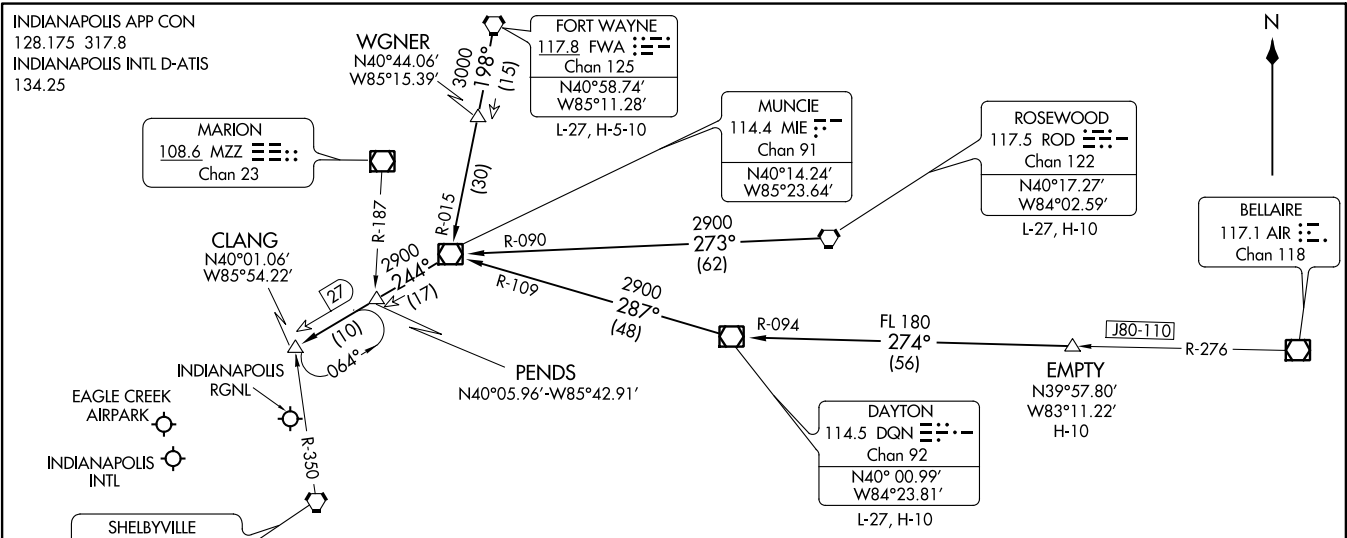 INDIANAPOLIS APP CON
128.175 317.8
INDIANAPOLIS INTL D-ATIS
134.25
WGNER
N40°44.06'
W85°15.39'
3000
198°
(15)
FORT WAYNE
117.8 FWA
Chan 125
N40°58.74'
W85°11.28'
L-27, H-5-10
N
MARION
108.6 MZZ
Chan 23
MUNCIE
114.4 MIE
Chan 91
N40°14.24'
W85°23.64'
ROSEWOOD
117.5 ROD
Chan 122
N40°17.27'
W84°02.59'
L-27, H-10
BELLAIRE
117.1 AIR
Chan 118
(30)
R-015
R-187
CLANG
N40°01.06'
W85°54.22'
2900
244°
(17)
R-090
2900
273°
(62)
R-109
2900
287°
(48)
27
(10)
064°
PENDS
N40°05.96'-W85°42.91'
R-094
FL 180
274°
(56)
J80-110
R-276
EMPTY
N39°57.80'
W83°11.22'
H-10
INDIANAPOLIS
RGNL
EAGLE CREEK
AIRPARK
INDIANAPOLIS
INTL
R-350
DAYTON
114.5 DQN
Chan 92
N40° 00.99'
W84°23.81'
L-27, H-10
SHELBYVILLE